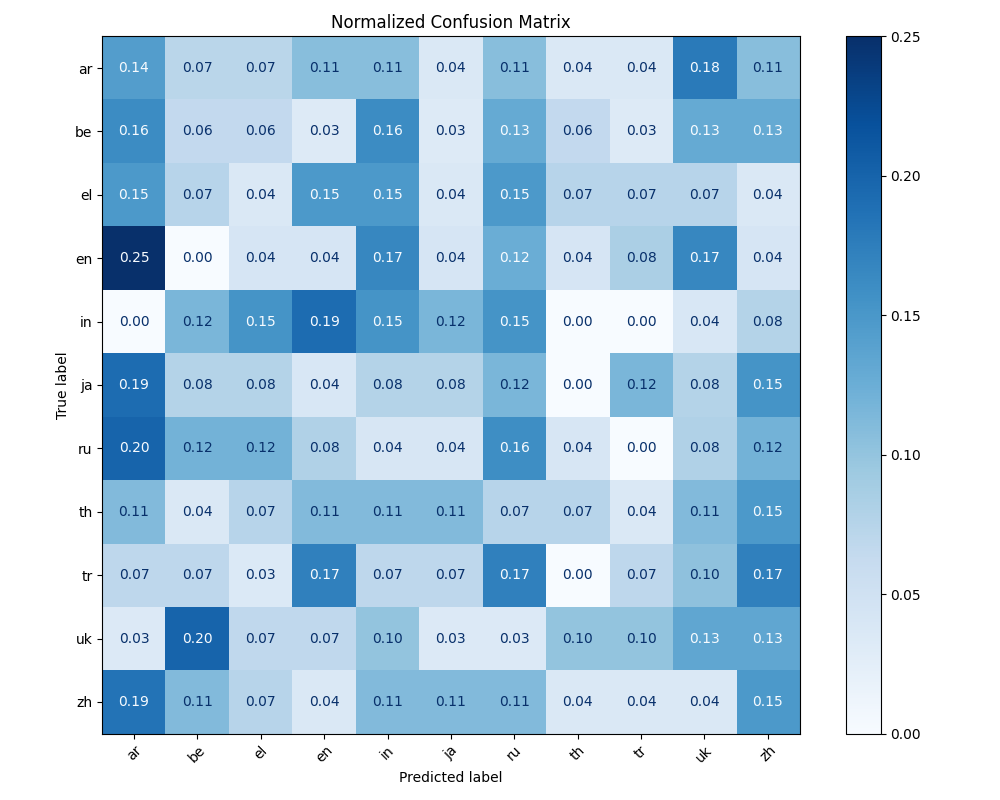 Normalized Confusion Matrix
ar 0.14 0.07 0.07 0.11 0.11 0.04 0.11 0.04 0.04 0.18 0.11
be 0.16 0.06 0.06 0.03 0.16 0.03 0.13 0.06 0.03 0.13 0.13
el 0.15 0.07 0.04 0.15 0.15 0.04 0.15 0.07 0.07 0.07 0.04
en 0.25 0.00 0.04 0.04 0.17 0.04 0.12 0.04 0.08 0.17 0.04
in 0.00 0.12 0.15 0.19 0.15 0.12 0.15 0.00 0.00 0.04 0.08
ja 0.19 0.08 0.08 0.04 0.08 0.08 0.12 0.00 0.12 0.08 0.15
ru 0.20 0.12 0.12 0.08 0.04 0.04 0.16 0.04 0.00 0.08 0.12
th 0.11 0.04 0.07 0.11 0.11 0.11 0.07 0.07 0.04 0.11 0.15
tr 0.07 0.07 0.03 0.17 0.07 0.07 0.17 0.00 0.07 0.10 0.17
uk 0.03 0.20 0.07 0.07 0.10 0.03 0.03 0.10 0.10 0.13 0.13
zh 0.19 0.11 0.07 0.04 0.11 0.11 0.11 0.04 0.04 0.04 0.15
ar be el en in ja ru th tr uk zh
Predicted label
True label
0.25
0.20
0.15
0.10
0.05
0.00